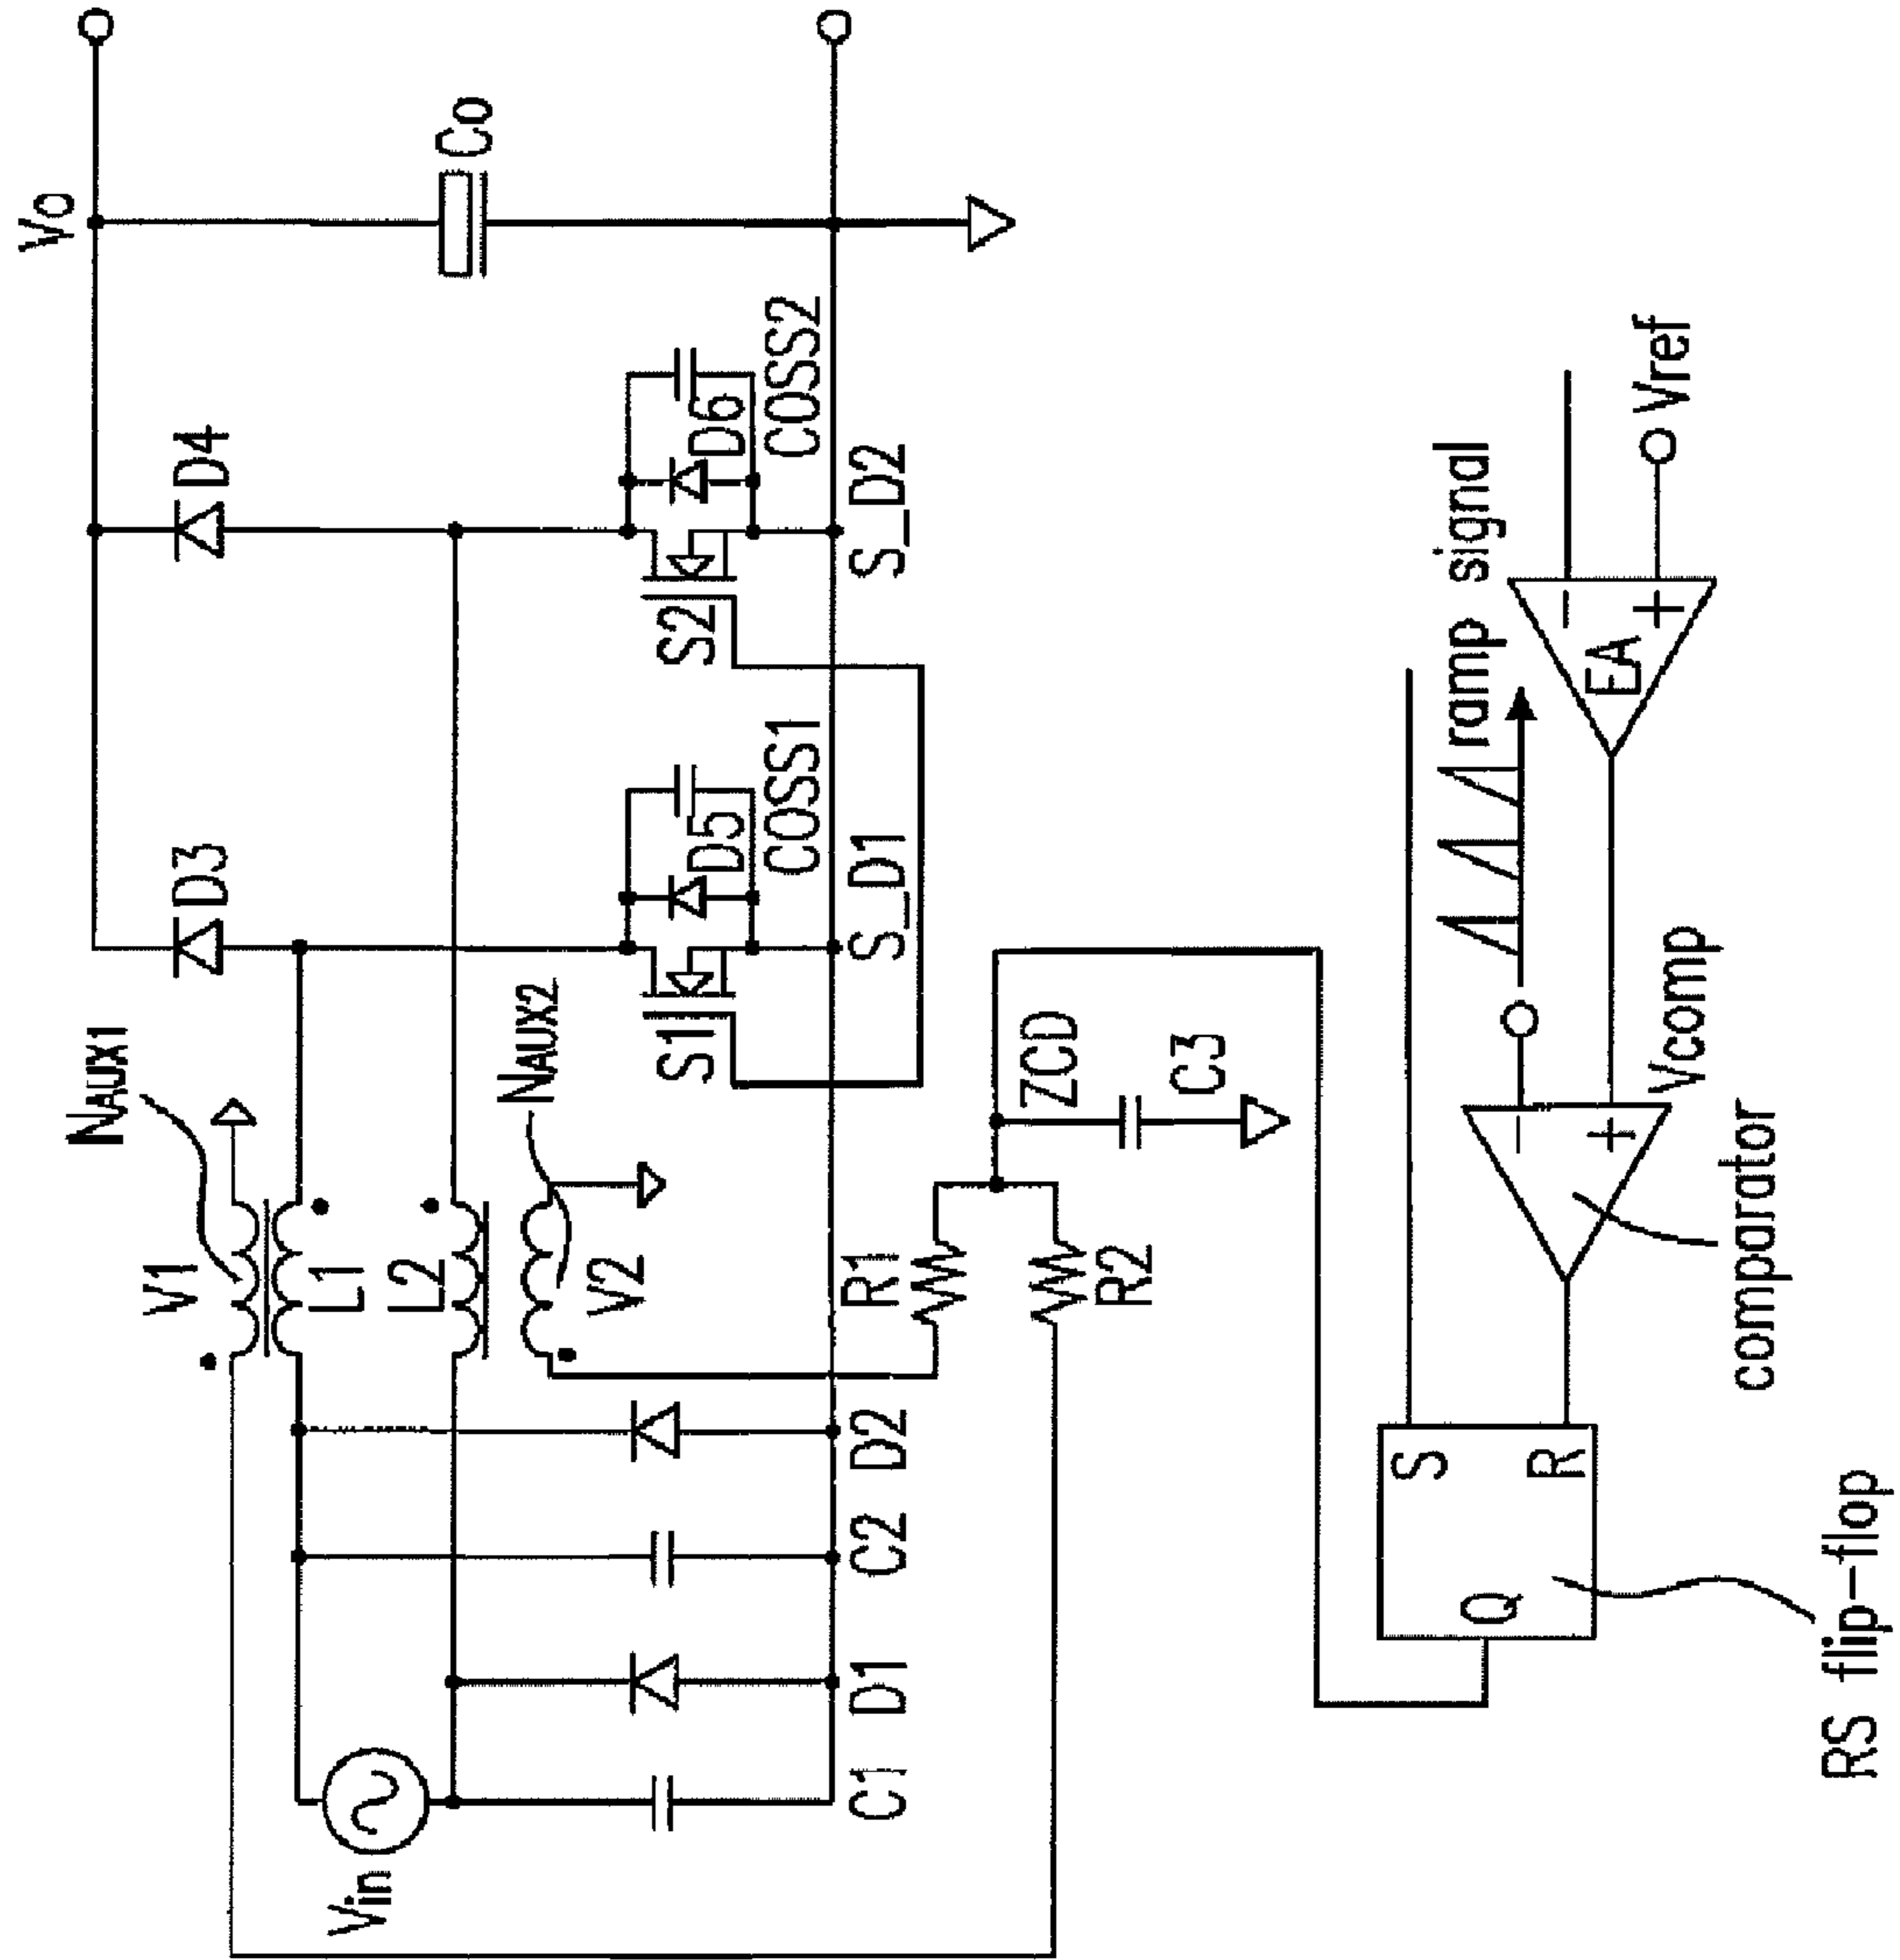 Vo
Co
D4
D3
D6
COSS2
S2
S_D2
D5
COSS1
S1
S_D1
NAUX1
V1
L1
L2
NAUX2
V2
Vin
C1
D1
C2
D2
R1
R2
ZCD
C3
ramp signal
Vref
−
+
EA
Vcomp
−
+
comparator
S
R
Q
RS flip-flop